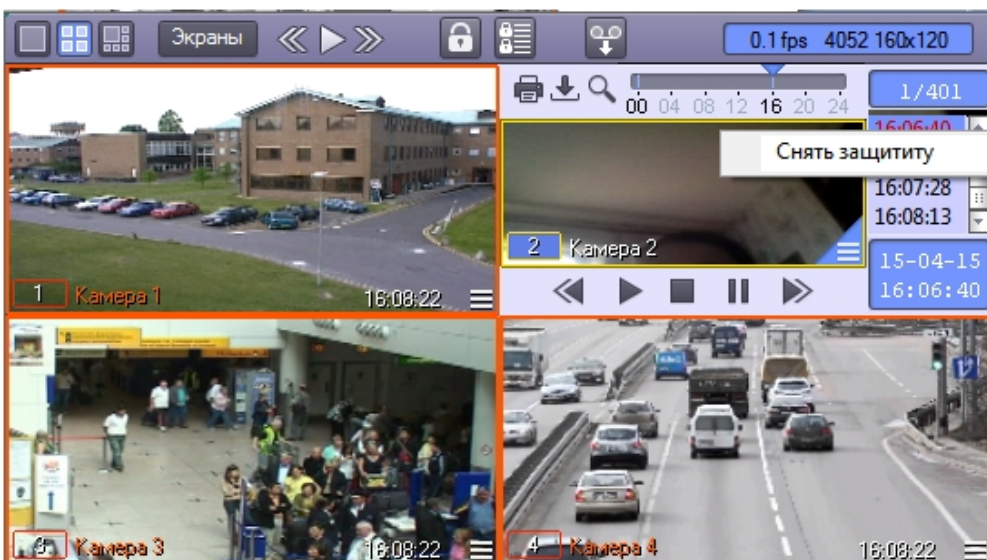 Экраны
0.1 fps 4052 160x120
00 04 08 12 16 20 24
1/401
16:06:40
Снять защититу
16:07:28
16:08:13
2 Камера 2
15-04-15
16:06:40
1 Камера 1 16:08:22
3 Камера 3 16:08:22
4 Камера 4 16:08:22